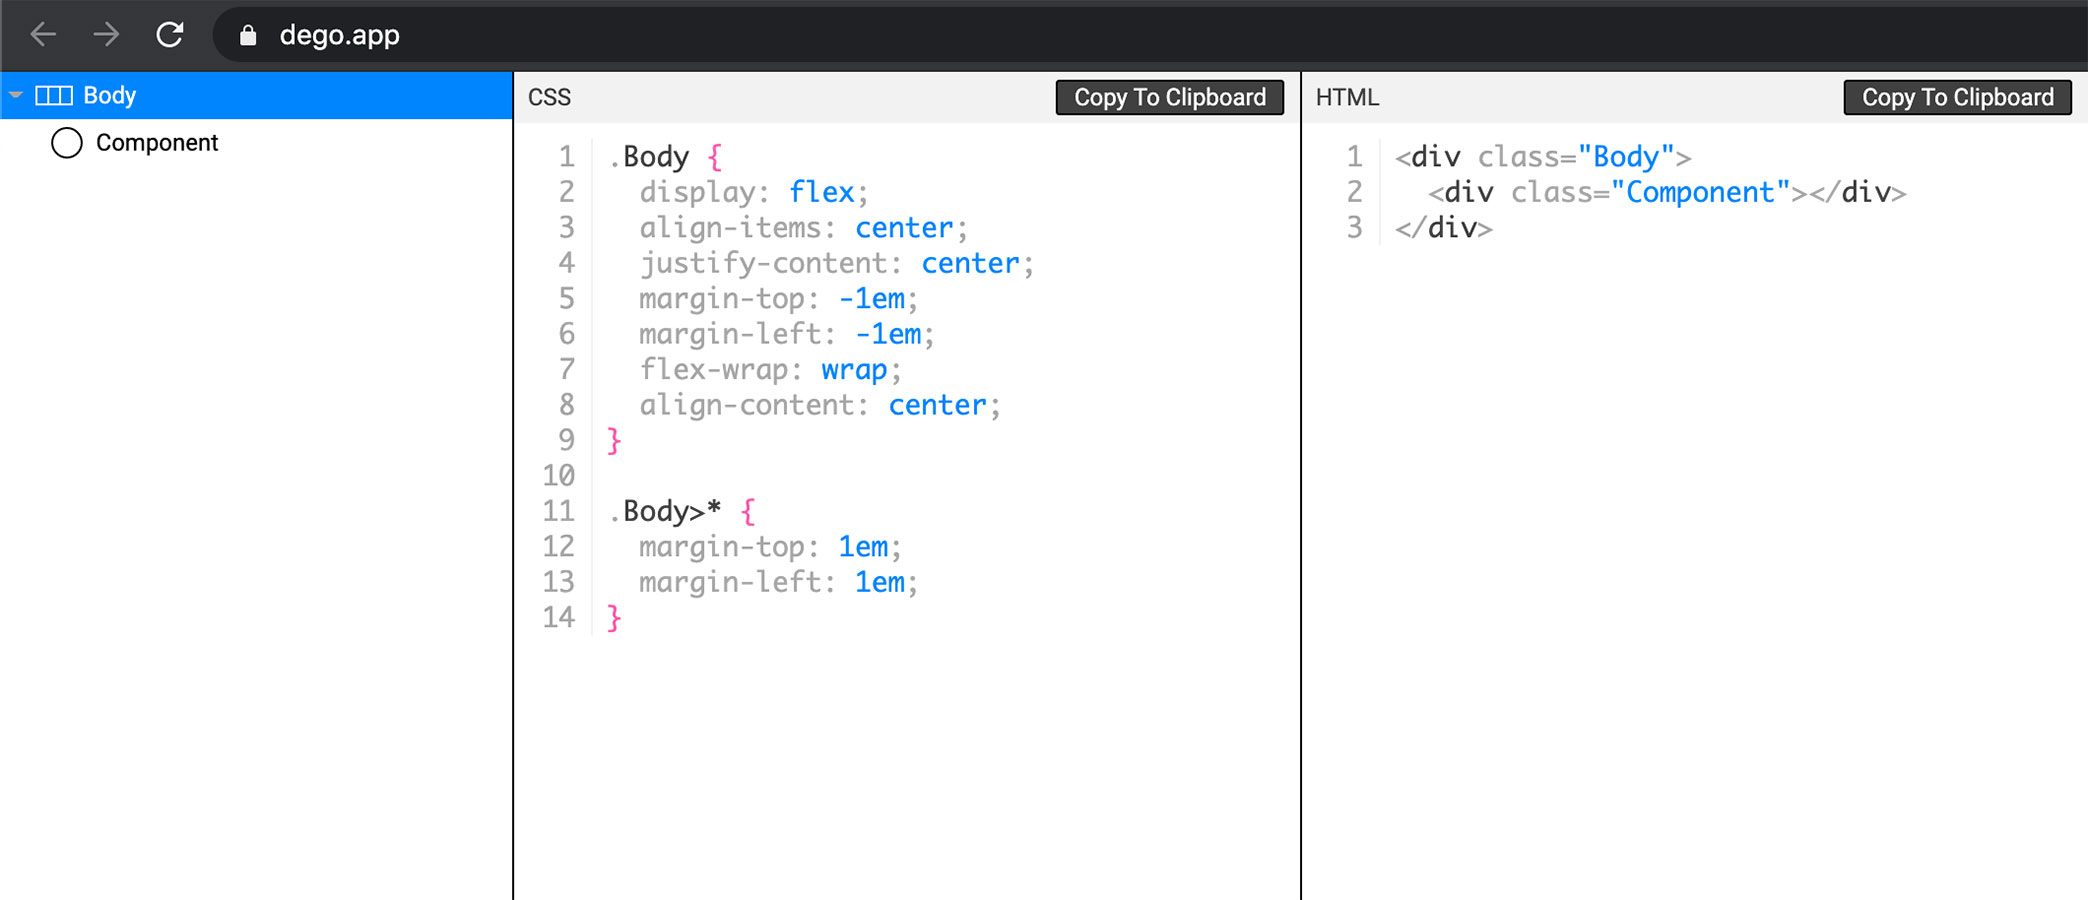 dego.app
Body
Component
CSS
Copy To Clipboard
1 .Body {
2   display: flex;
3   align-items: center;
4   justify-content: center;
5   margin-top: -1em;
6   margin-left: -1em;
7   flex-wrap: wrap;
8   align-content: center;
9 }
10
11 .Body>* {
12   margin-top: 1em;
13   margin-left: 1em;
14 }
HTML
Copy To Clipboard
1 <div class="Body">
2   <div class="Component"></div>
3 </div>